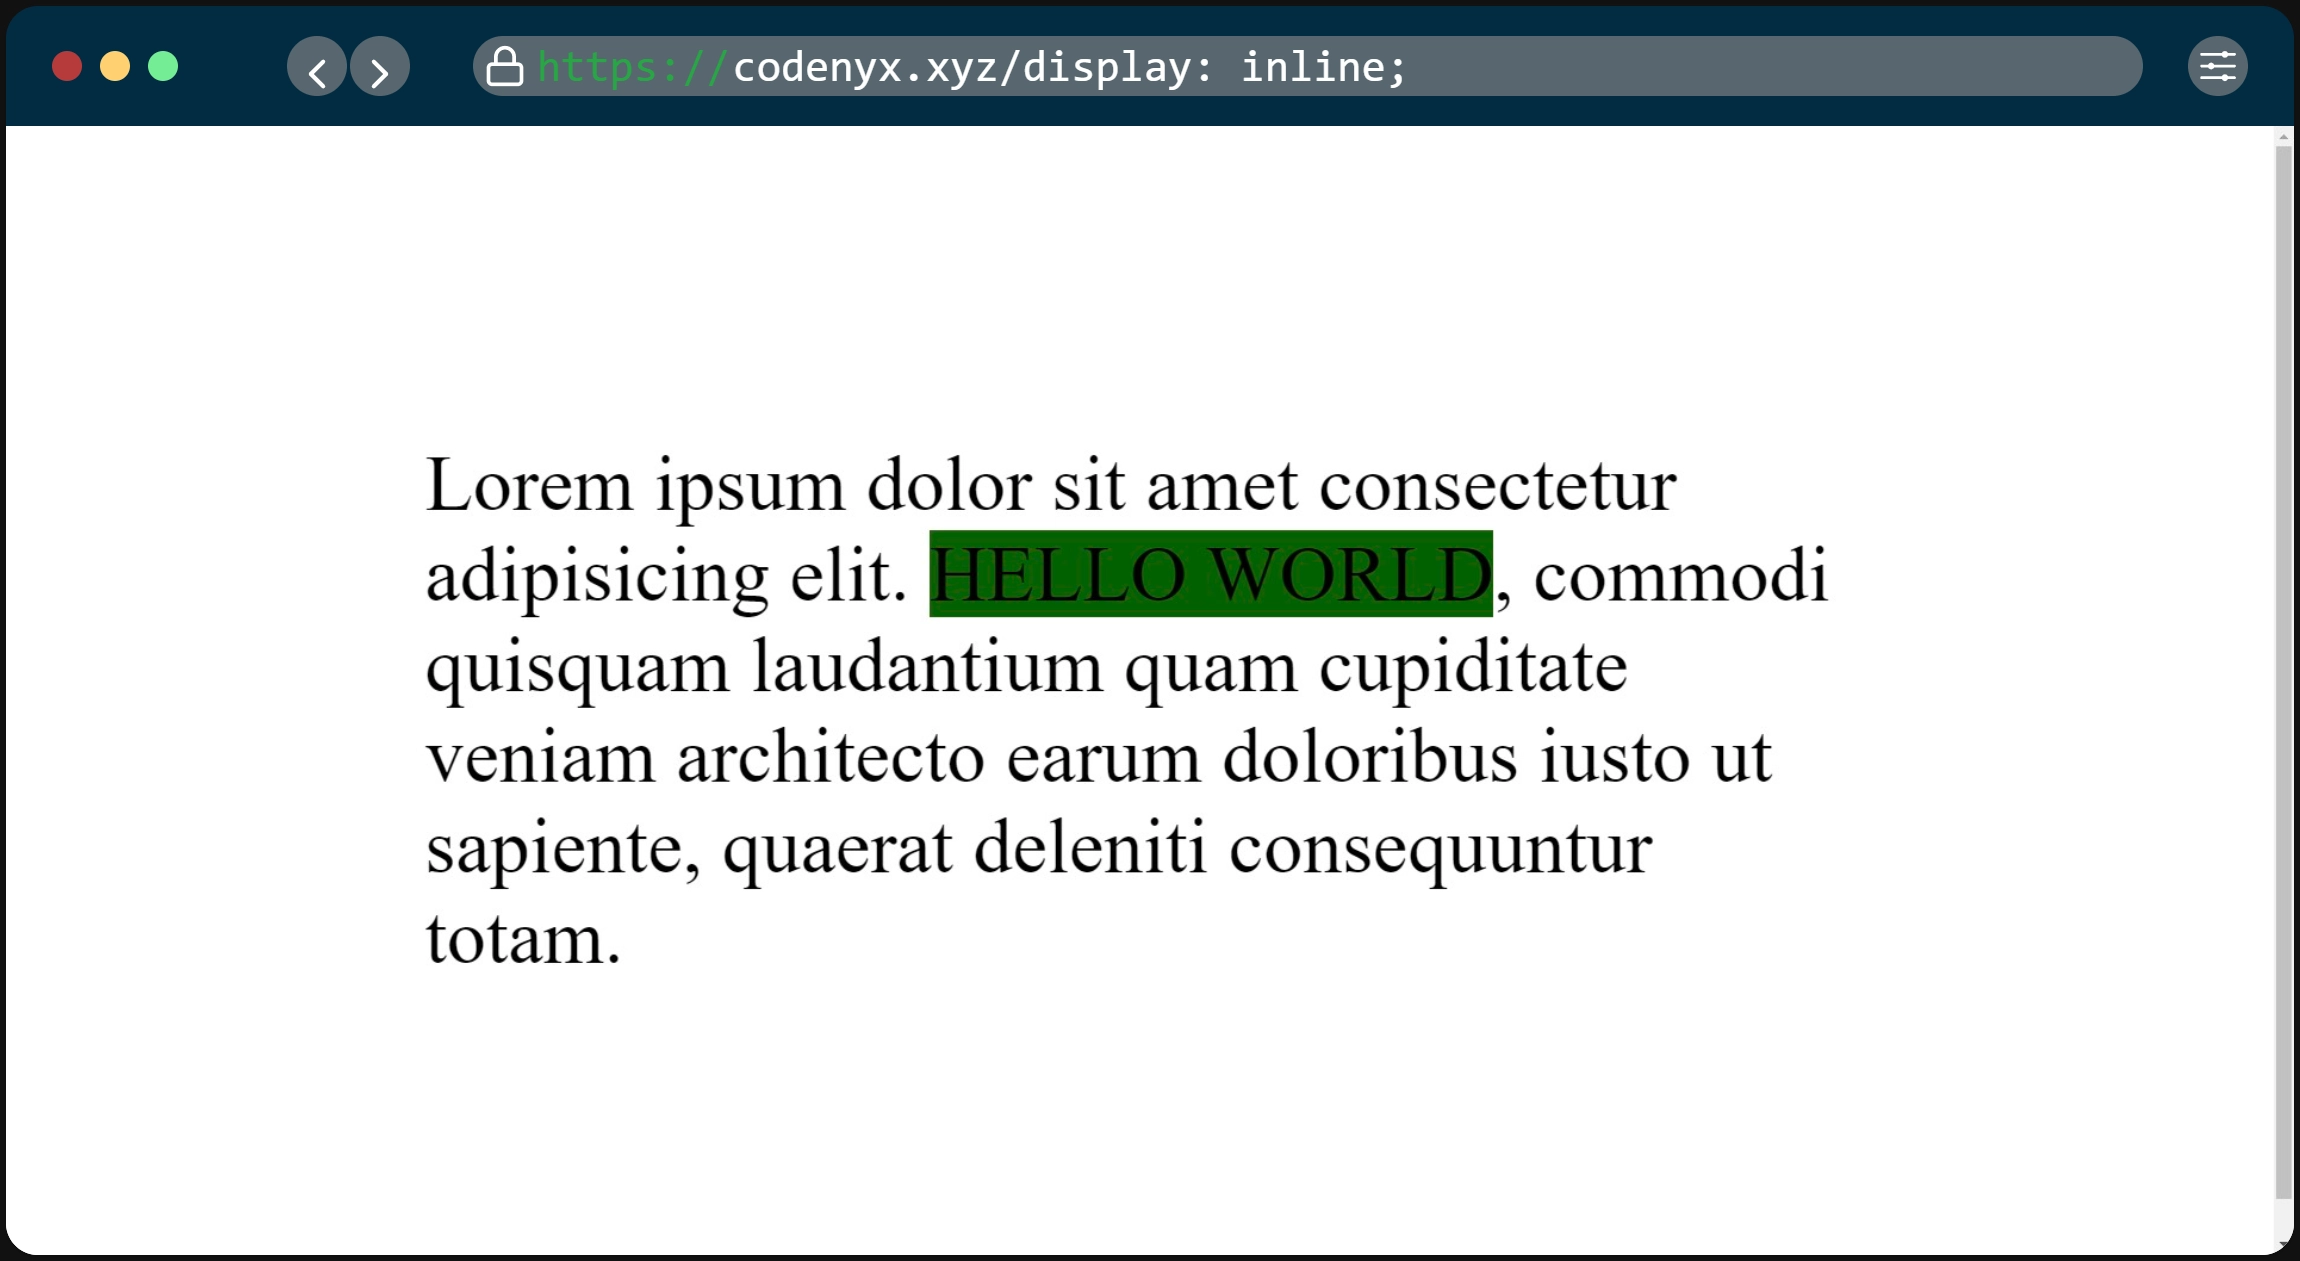 https://codenyx.xyz/display: inline;
Lorem ipsum dolor sit amet consectetur
adipisicing elit. HELLO WORLD, commodi
quisquam laudantium quam cupiditate
veniam architecto earum doloribus iusto ut
sapiente, quaerat deleniti consequuntur
totam.